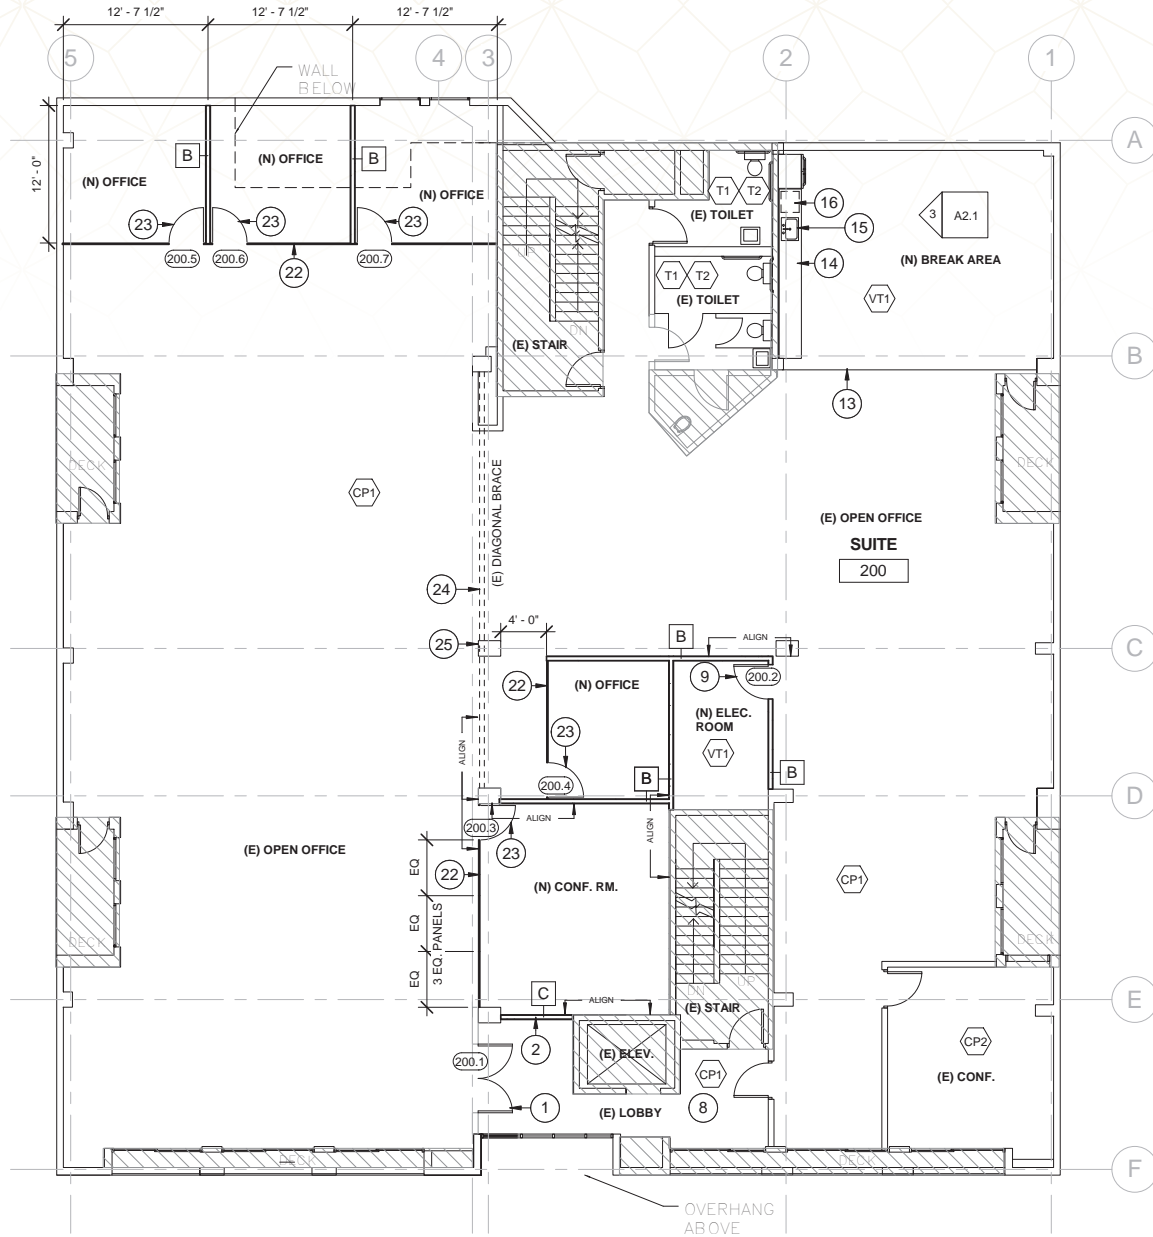 12' - 7 1/2"
12' - 7 1/2"
12' - 7 1/2"
5
4
3
2
1
WALL
BELOW
A
12' - 0"
B
(N) OFFICE
B
(N) OFFICE
(N) OFFICE
T1
T2
16
3
A2.1
23
23
23
(E) TOILET
15
200.5
200.6
22
200.7
14
(N) BREAK AREA
T1
T2
(E) TOILET
VT1
DN
(E) STAIR
B
13
DECK
DECK
(E) DIAGONAL BRACE
CP1
(E) OPEN OFFICE
SUITE
200
24
4' - 0"
25
B
ALIGN
C
22
(N) OFFICE
9
200.2
(N) ELEC.
ROOM
23
VT1
ALIGN
B
B
200.4
D
200.3
ALIGN
ALIGN
23
(E) OPEN OFFICE
EQ
22
(N) CONF. RM.
CP1
EQ
3 EQ. PANELS
DECK
DECK
EQ
DN
UP
C
ALIGN
(E) STAIR
E
2
200.1
(E) ELEV.
CP2
CP1
(E) CONF.
1
(E) LOBBY
8
DECK
F
OVERHANG
ABOVE